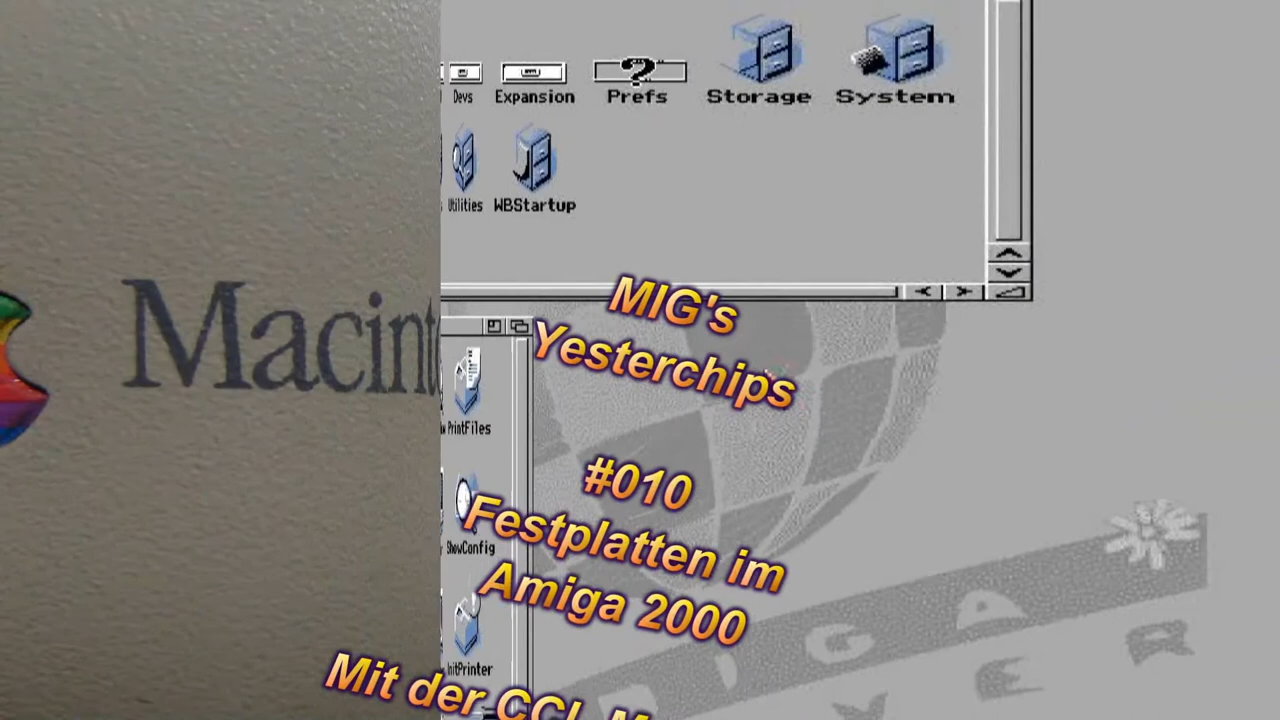 Devs Expansion Prefs Storage System
Utilities WBStartup
Macint
MIG's
Yesterchips
PrintFiles
#010
Festplatten im
ShowConfig
Amiga 2000
InitPrinter
Mit der CCL